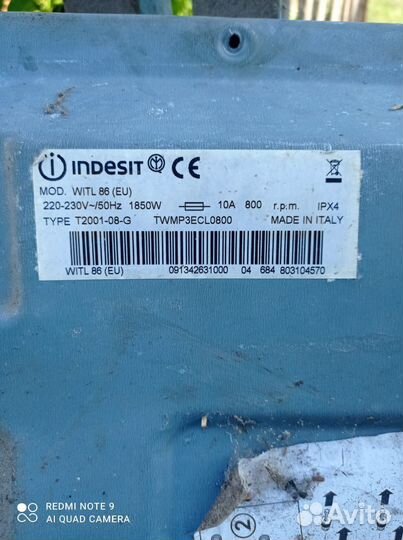 indesit CE
MOD. WITL 86 (EU)
220-230V~/50Hz 1850W 10A 800 r.p.m. IPX4
TYPE T2001-08-G TWMP3ECL0800 MADE IN ITALY
WITL 86 (EU) 091342631000 04 684 803104570
2
REDMI NOTE 9
AI QUAD CAMERA
Avito